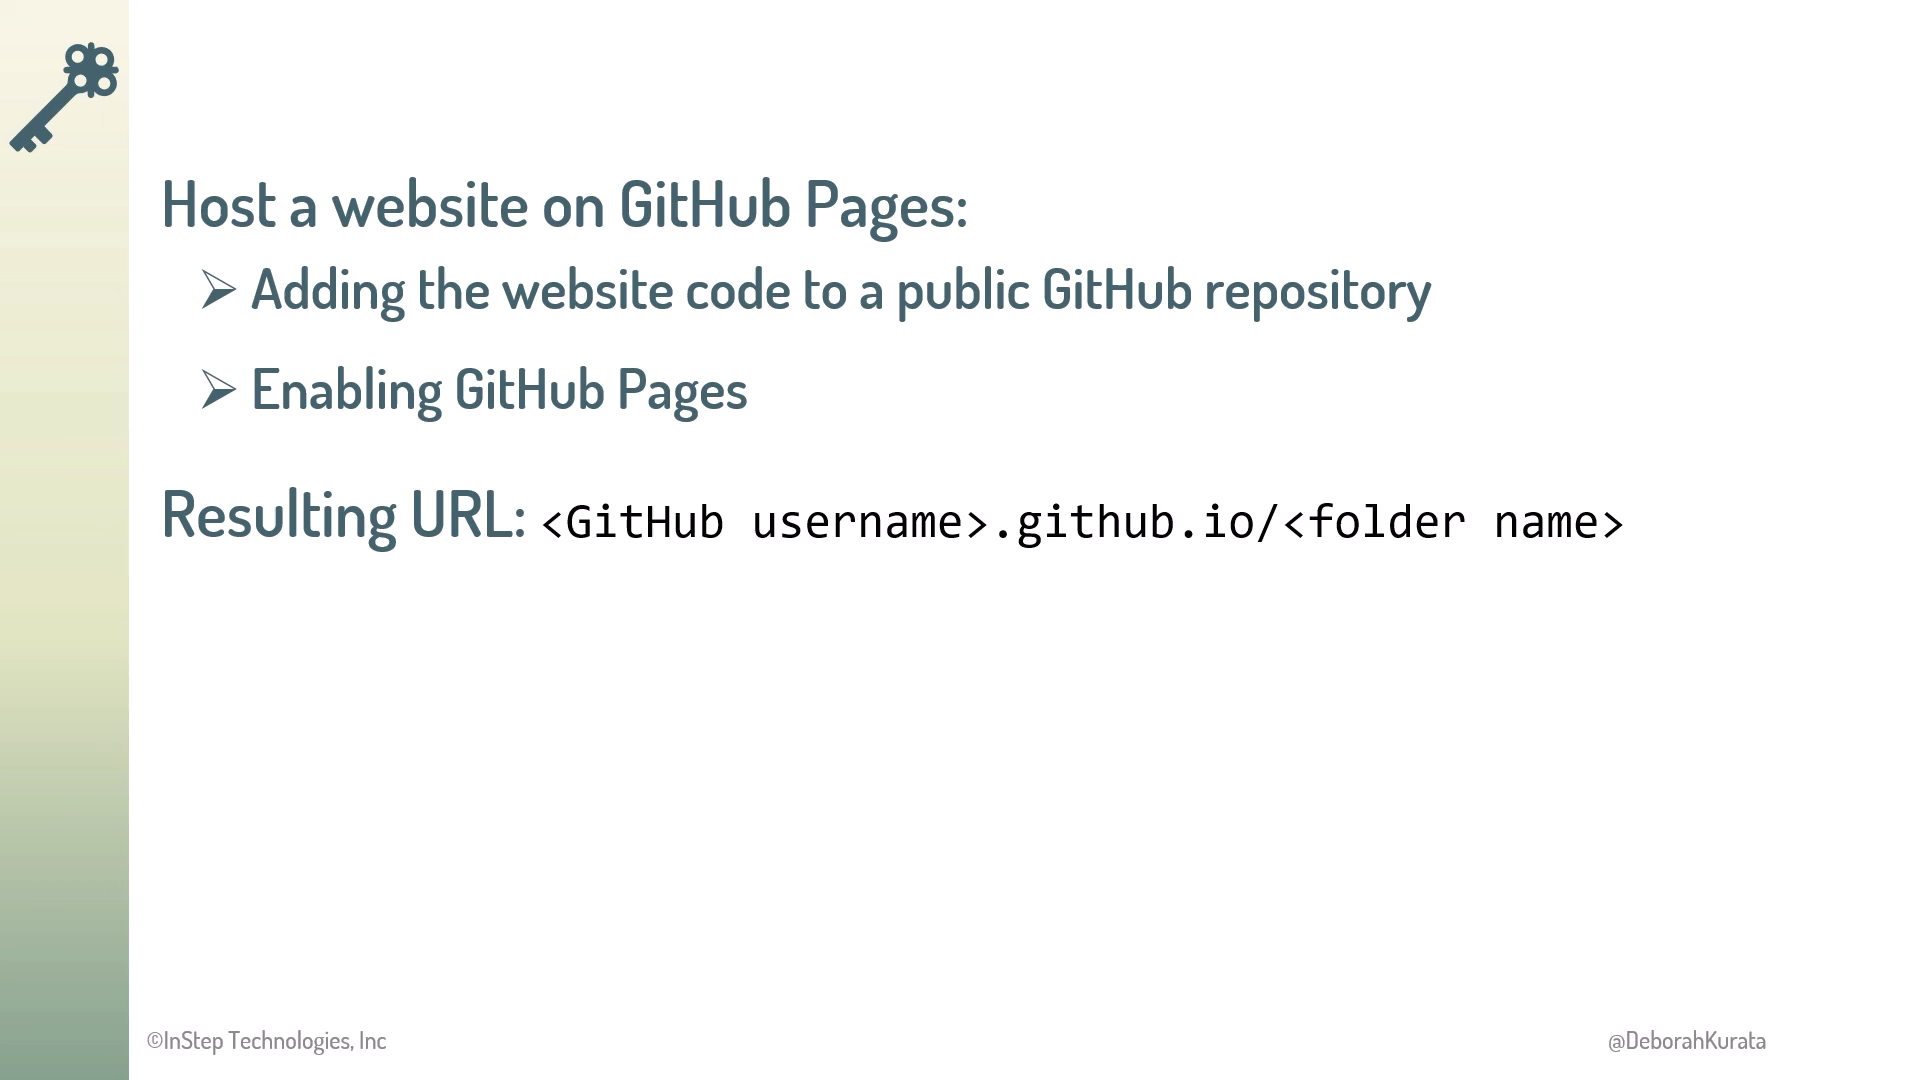 Host a website on GitHub Pages:
➢ Adding the website code to a public GitHub repository
➢ Enabling GitHub Pages
Resulting URL: <GitHub username>.github.io/<folder name>
©InStep Technologies, Inc
@DeborahKurata